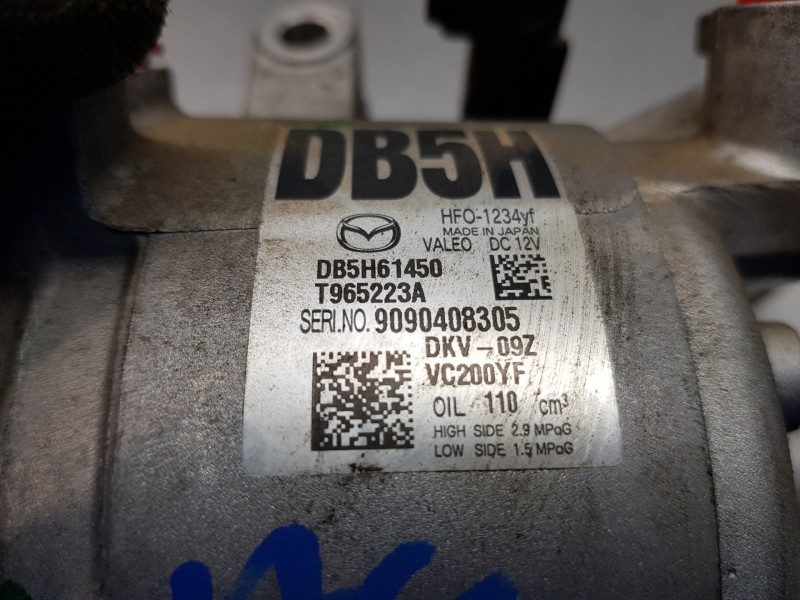 DB5H
HFO-1234yf
MADE IN JAPAN
VALEO DC 12V
DB5H61450
T965223A
SERI.NO. 9090408305
DKV-09Z
VC200YF
OIL 110 cm³
HIGH SIDE 2.9 MPaG
LOW SIDE 1.5 MPaG